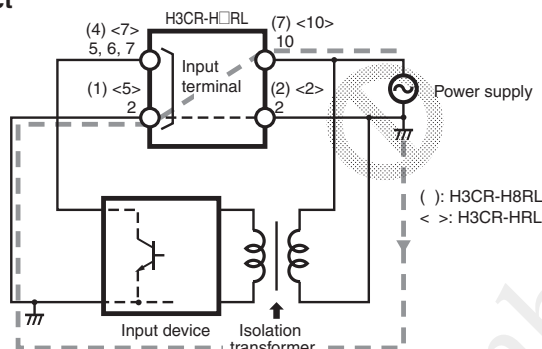 ct
H3CR-H□RL
(4) <7>
5, 6, 7
(7) <10>
10
Input
terminal
(1) <5>
2
(2) <2>
2
Power supply
( ): H3CR-H8RL
< >: H3CR-HRL
Input device
Isolation
transformer